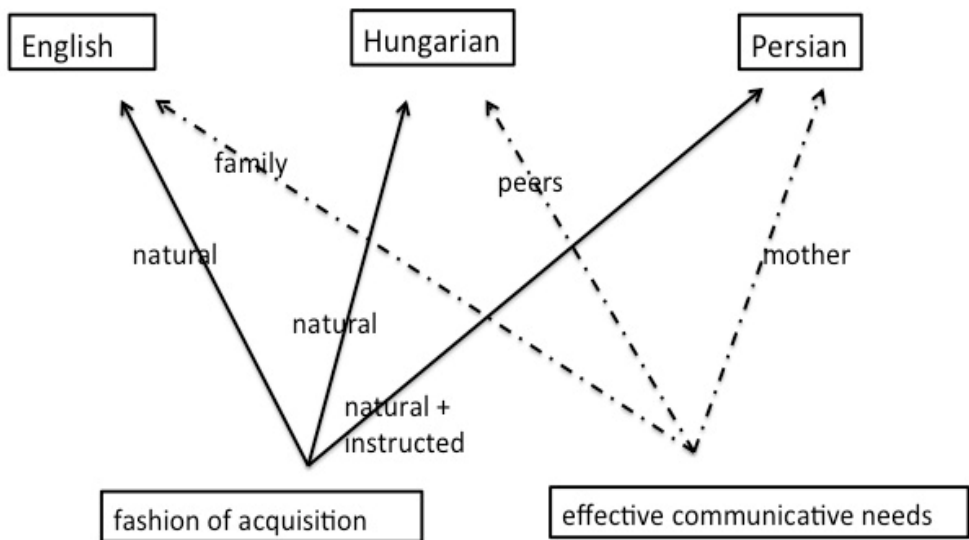 English
Hungarian
Persian
family
peers
natural
mother
natural
natural +
instructed
fashion of acquisition
effective communicative needs